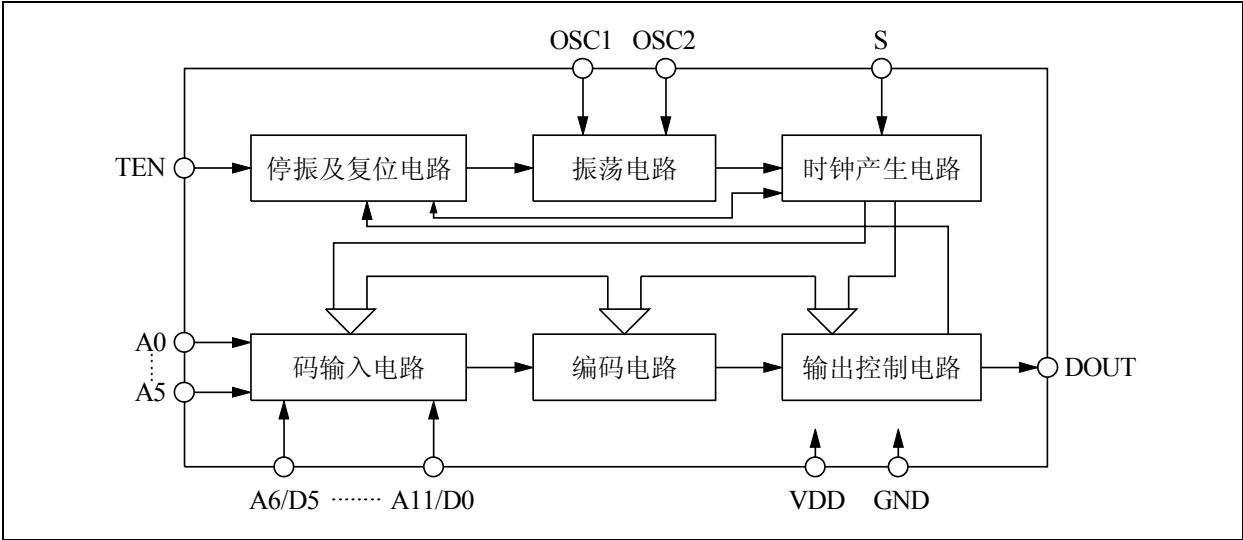 OSC1 OSC2 S
TEN 停振及复位电路 振荡电路 时钟产生电路
A0
码输入电路 编码电路 输出控制电路 DOUT
A5
A6/D5 ········ A11/D0 VDD GND